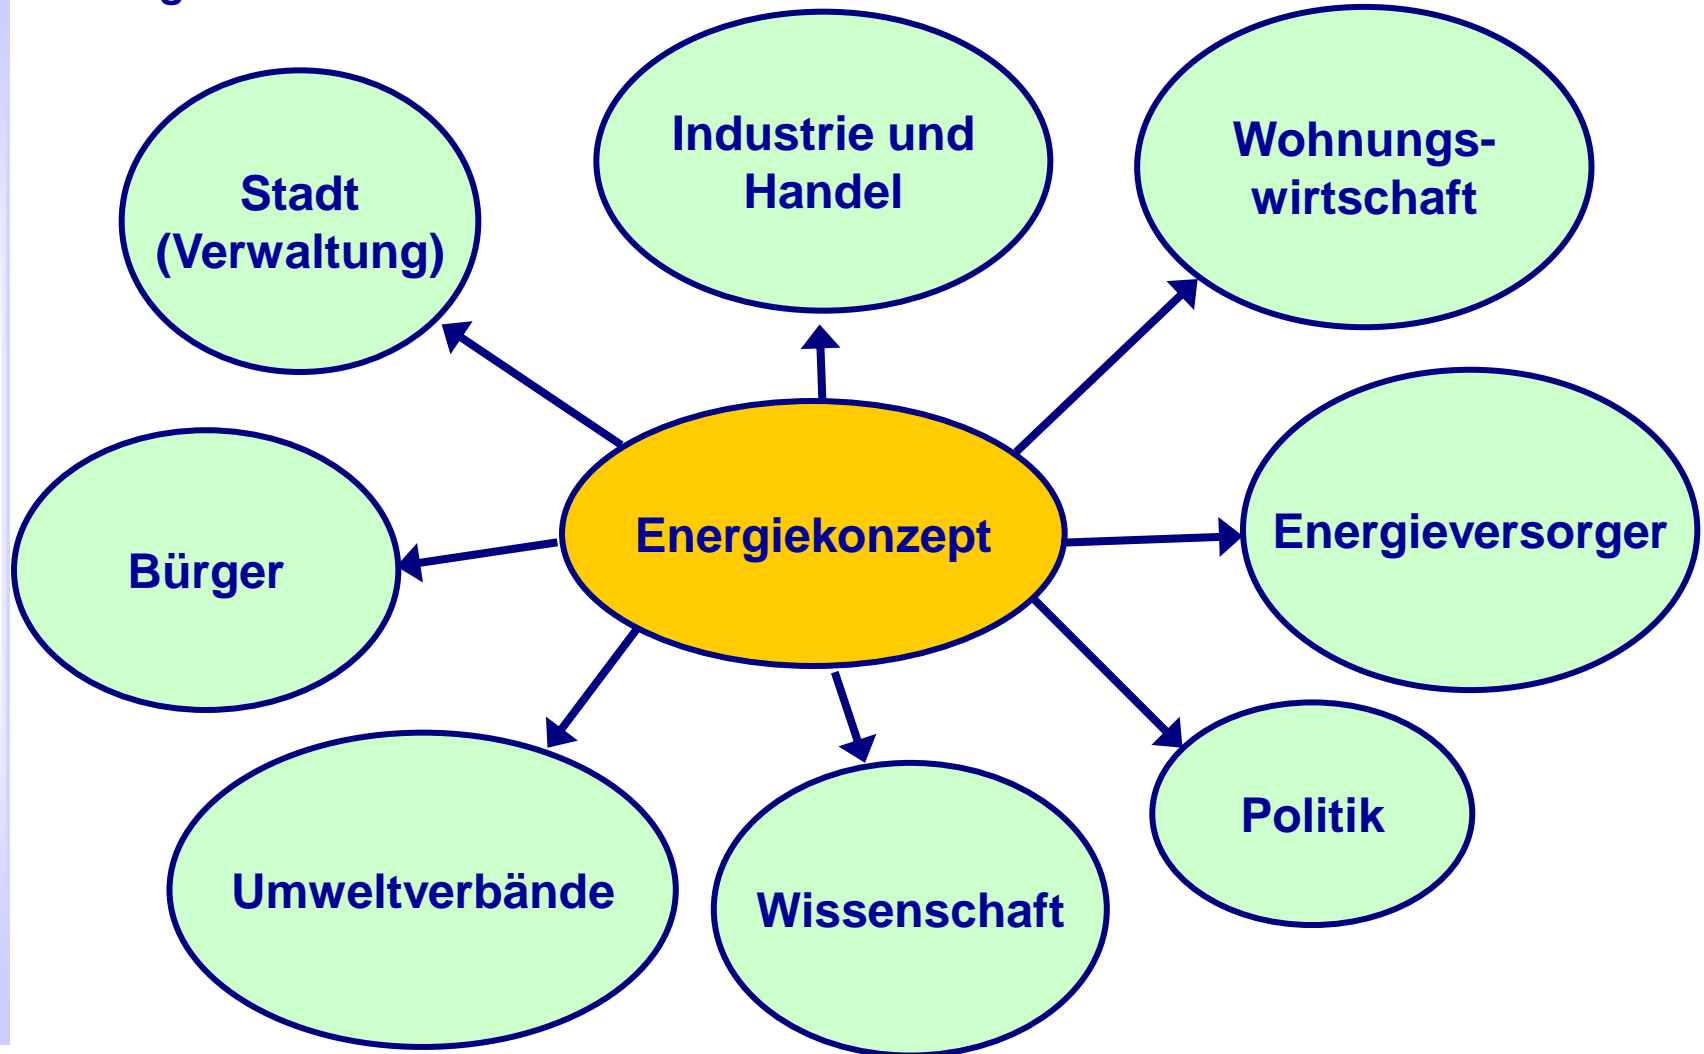 Industrie und
Handel
Wohnungs-
wirtschaft
Stadt
(Verwaltung)
Energiekonzept
Energieversorger
Bürger
Politik
Umweltverbände
Wissenschaft